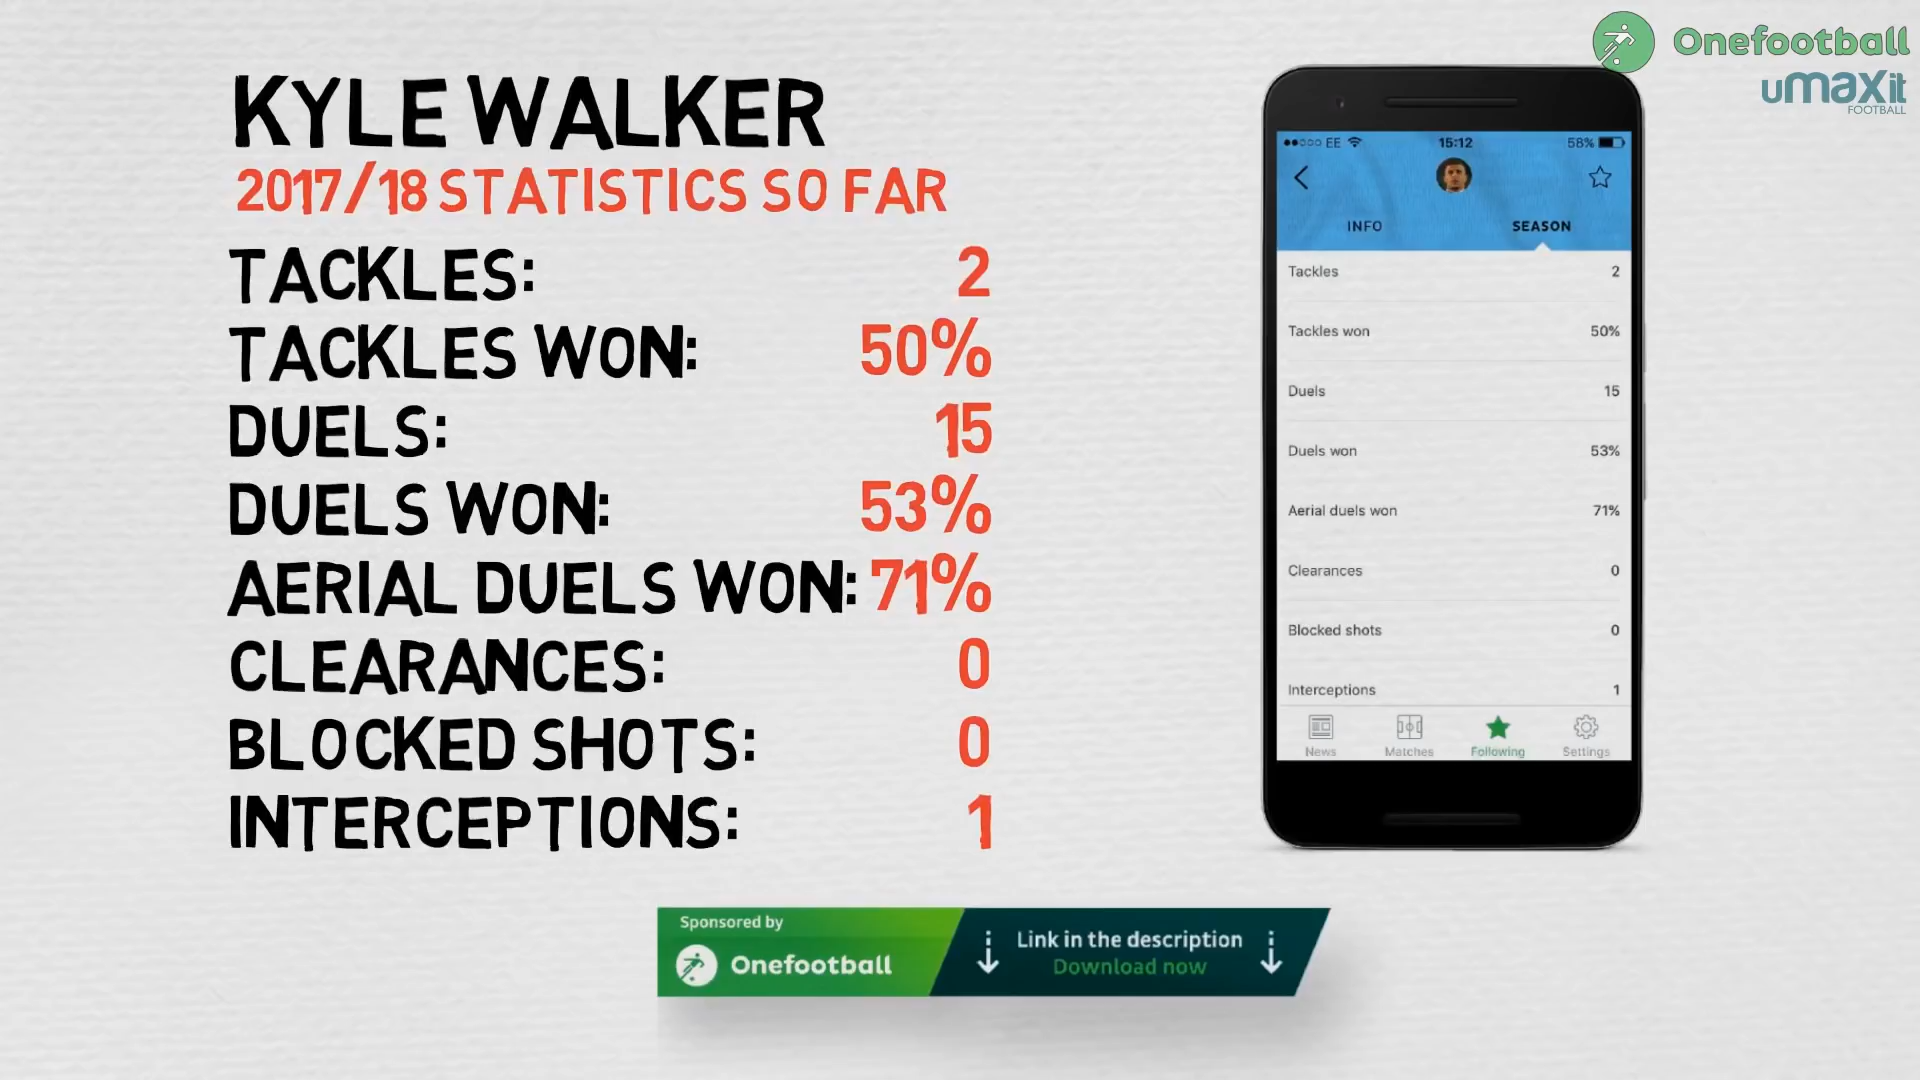 Onefootball
uMAXit
FOOTBALL
KYLE WALKER
2017/18 STATISTICS SO FAR
TACKLES: 2
TACKLES WON: 50%
DUELS: 15
DUELS WON: 53%
AERIAL DUELS WON: 71%
CLEARANCES: 0
BLOCKED SHOTS: 0
INTERCEPTIONS: 1
EE 15:12 58%
INFO SEASON
Tackles 2
Tackles won 50%
Duels 15
Duels won 53%
Aerial duels won 71%
Clearances 0
Blocked shots 0
Interceptions 1
News Matches Following Settings
Sponsored by
Onefootball
Link in the description
Download now